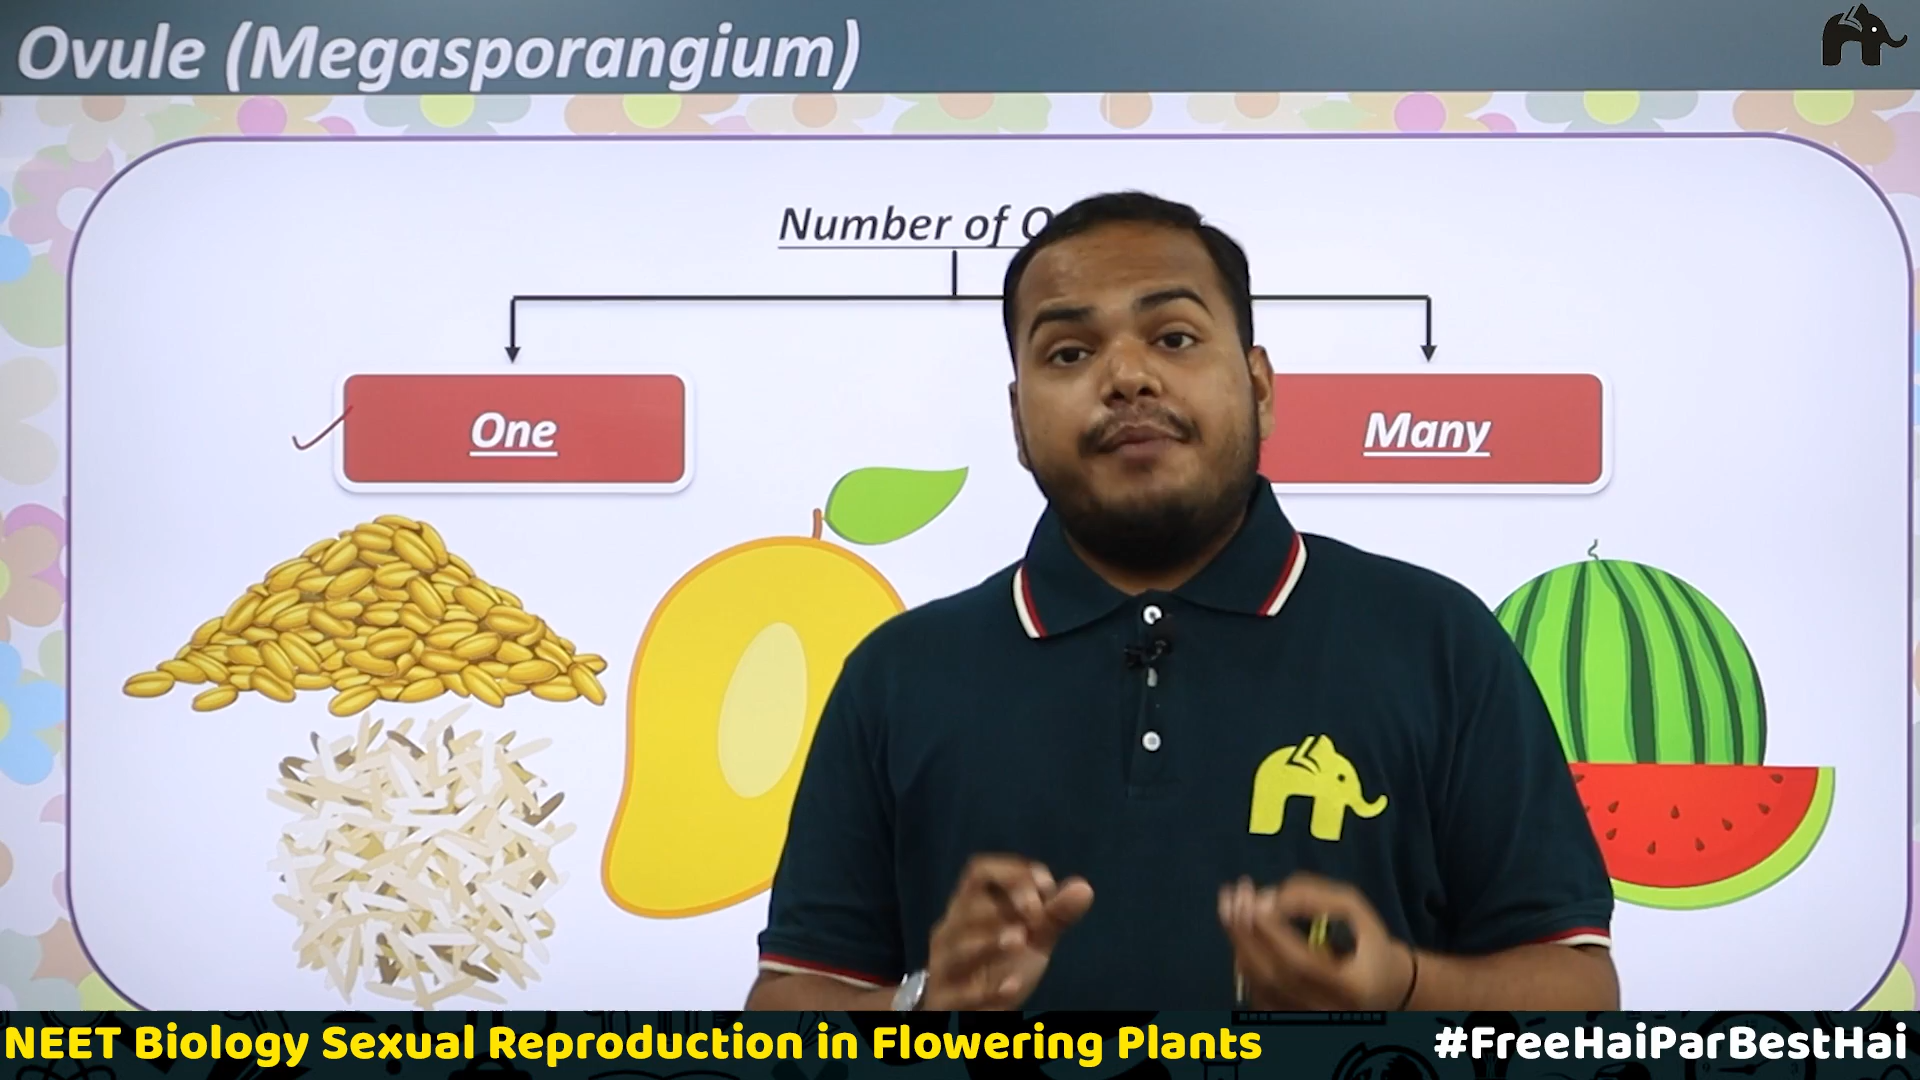 Ovule (Megasporangium)
Number of
One
Many
NEET Biology Sexual Reproduction in Flowering Plants
#FreeHaiParBestHai